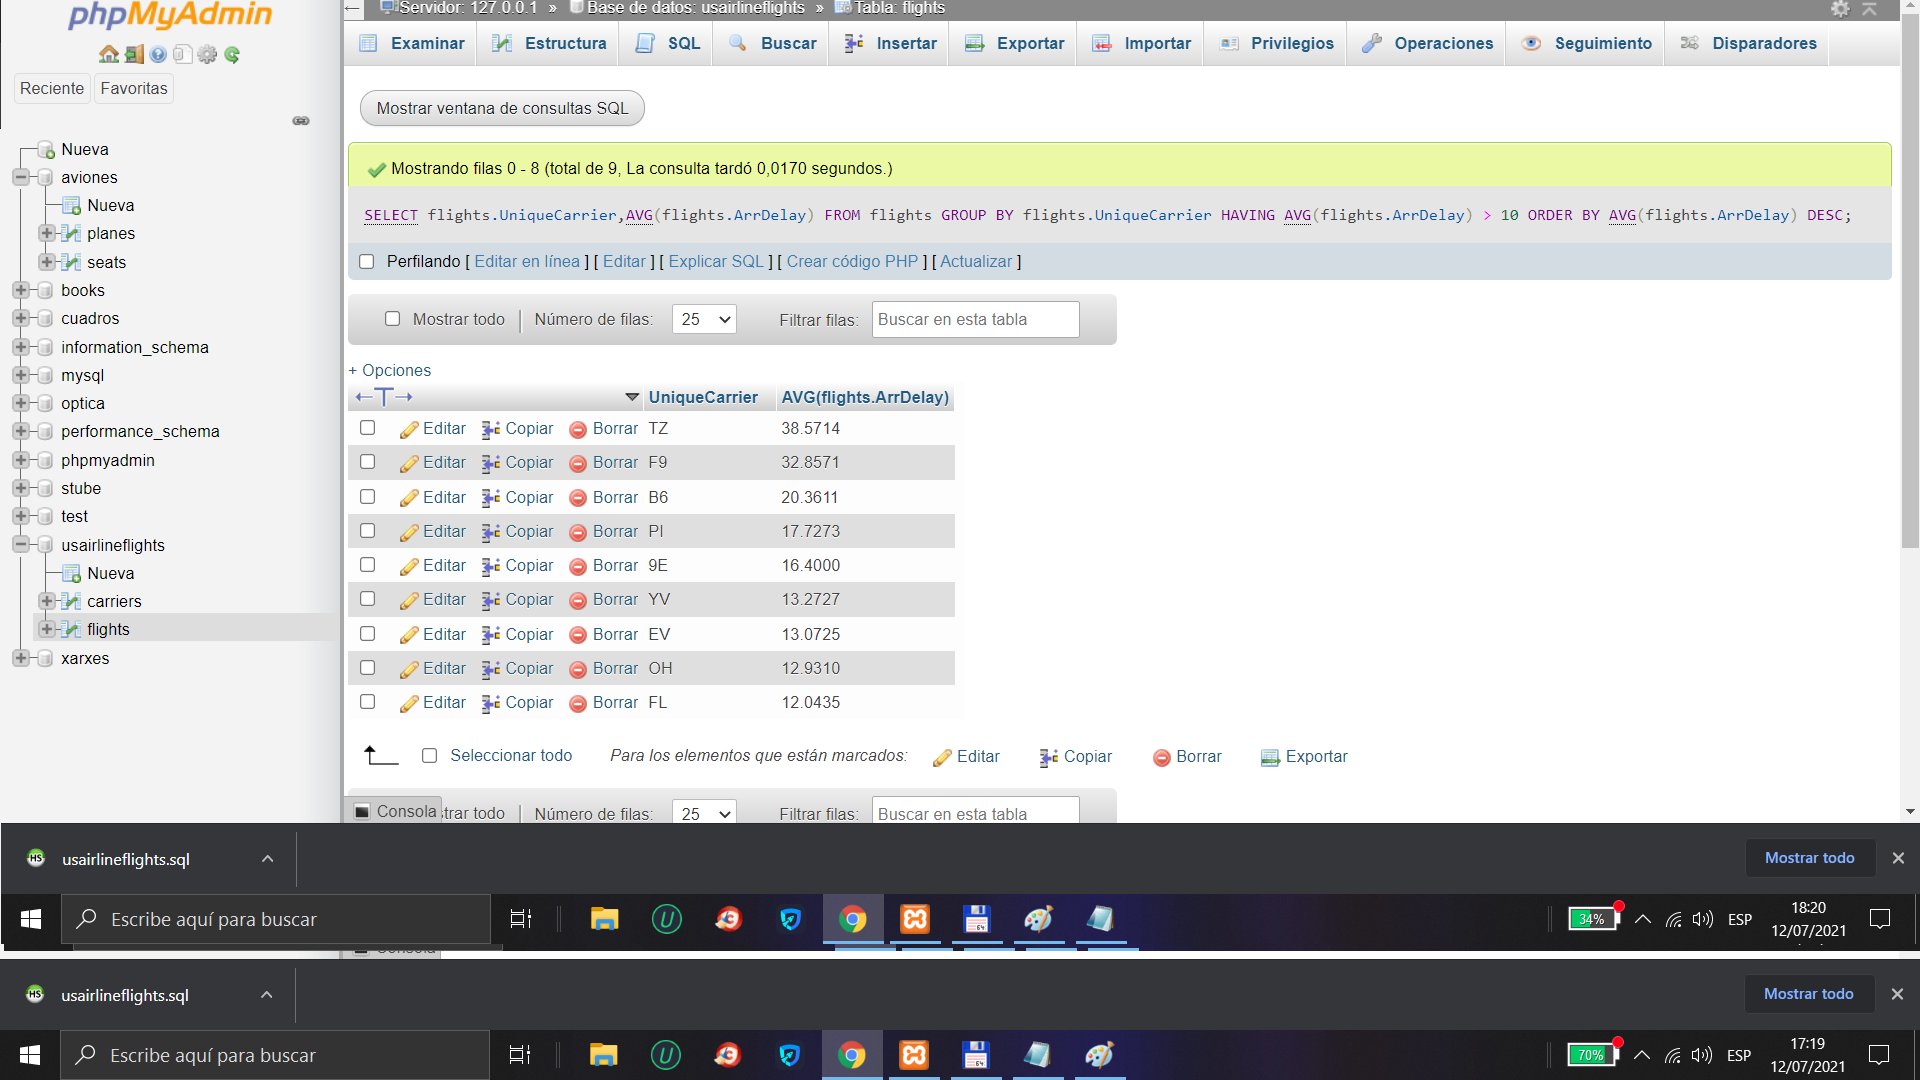 phpMyAdmin
Reciente Favoritas
Nueva
aviones
Nueva
planes
seats
books
cuadros
information_schema
mysql
optica
performance_schema
phpmyadmin
stube
test
usairlineflights
Nueva
carriers
flights
xarxes
Servidor: 127.0.0.1 » Base de datos: usairlineflights » Tabla: flights
Examinar Estructura SQL Buscar Insertar Exportar Importar Privilegios Operaciones Seguimiento Disparadores
Mostrar ventana de consultas SQL
Mostrando filas 0 - 8 (total de 9, La consulta tardó 0,0170 segundos.)
SELECT flights.UniqueCarrier,AVG(flights.ArrDelay) FROM flights GROUP BY flights.UniqueCarrier HAVING AVG(flights.ArrDelay) > 10 ORDER BY AVG(flights.ArrDelay) DESC;
Perfilando [ Editar en línea ] [ Editar ] [ Explicar SQL ] [ Crear código PHP ] [ Actualizar ]
Mostrar todo | Número de filas: 25 Filtrar filas: Buscar en esta tabla
+ Opciones
←T→ UniqueCarrier AVG(flights.ArrDelay)
Editar Copiar Borrar TZ 38.5714
Editar Copiar Borrar F9 32.8571
Editar Copiar Borrar B6 20.3611
Editar Copiar Borrar PI 17.7273
Editar Copiar Borrar 9E 16.4000
Editar Copiar Borrar YV 13.2727
Editar Copiar Borrar EV 13.0725
Editar Copiar Borrar OH 12.9310
Editar Copiar Borrar FL 12.0435
Seleccionar todo Para los elementos que están marcados: Editar Copiar Borrar Exportar
Consola trar todo | Número de filas: 25 Filtrar filas: Buscar en esta tabla
usairlineflights.sql Mostrar todo
Escribe aquí para buscar 34% ESP 18:20
12/07/2021
Consola
usairlineflights.sql Mostrar todo
Escribe aquí para buscar 70% ESP 17:19
12/07/2021